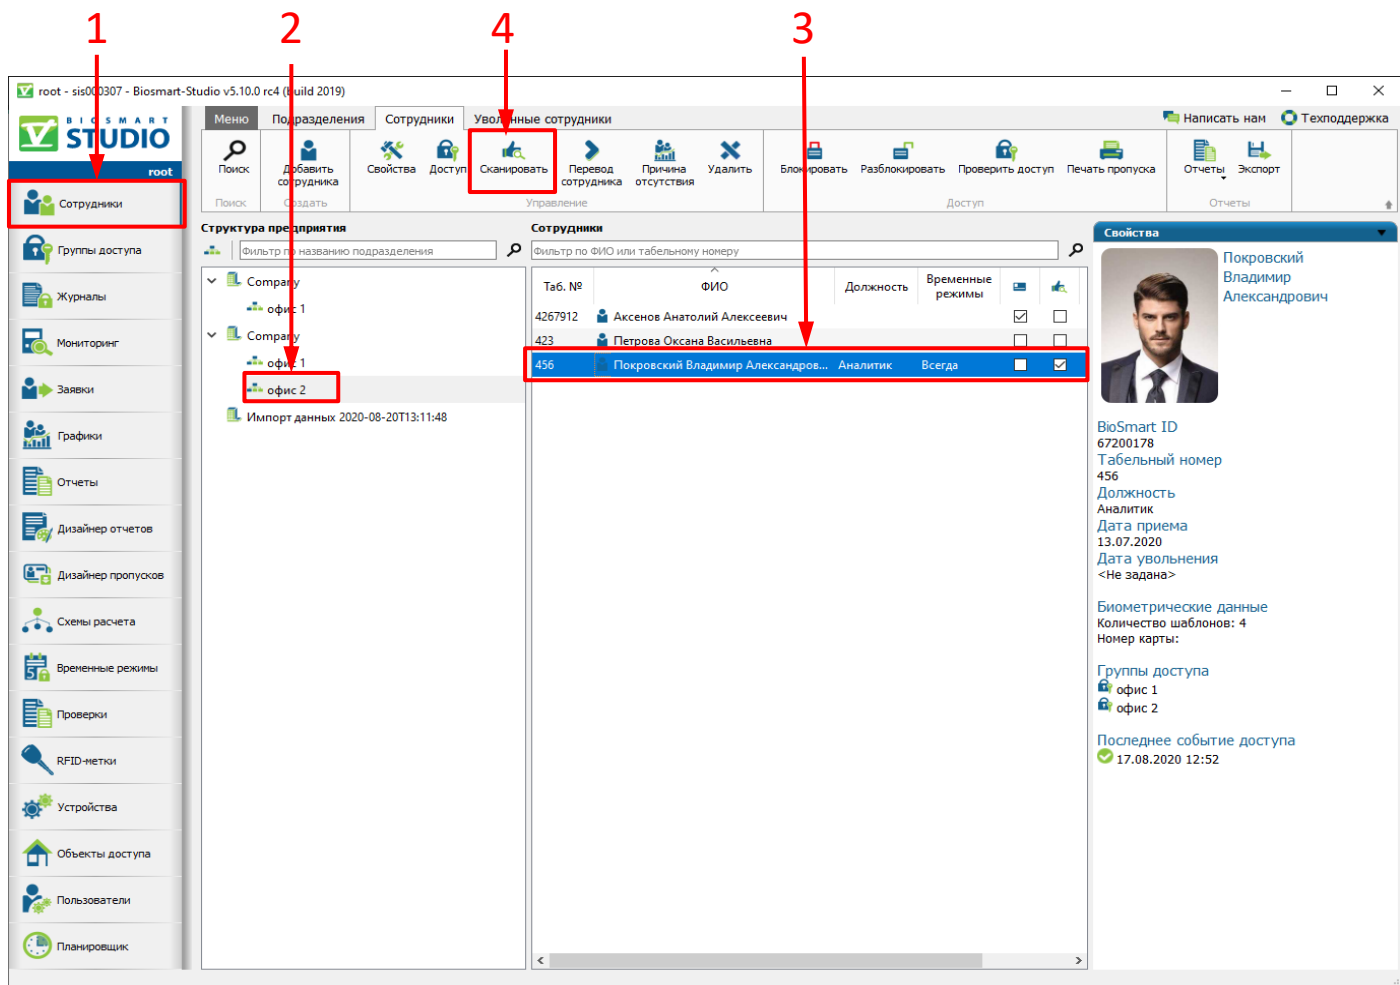 1
2
4
3
root - sis000307 - Biosmart-Studio v5.10.0 rc4 (build 2019)
BIOSMART
STUDIO
root
Меню Подразделения Сотрудники Уволенные сотрудники
Написать нам Техподдержка
Поиск
Добавить сотрудника
Свойства
Доступ
Сканировать
Перевод сотрудника
Причина отсутствия
Удалить
Блокировать
Разблокировать
Проверить доступ
Печать пропуска
Отчеты
Экспорт
Поиск
Создать
Управление
Доступ
Отчеты
Сотрудники
Группы доступа
Журналы
Мониторинг
Заявки
Графики
Отчеты
Дизайнер отчетов
Дизайнер пропусков
Схемы расчета
Временные режимы
Проверки
RFID-метки
Устройства
Объекты доступа
Пользователи
Планировщик
Структура предприятия
Фильтр по названию подразделения
Company
офис 1
Company
офис 1
офис 2
Импорт данных 2020-08-20T13:11:48
Сотрудники
Фильтр по ФИО или табельному номеру
Таб. № ФИО Должность Временные режимы
4267912 Аксенов Анатолий Алексеевич
423 Петрова Оксана Васильевна
456 Покровский Владимир Александров... Аналитик Всегда
Свойства
Покровский
Владимир
Александрович
BioSmart ID
67200178
Табельный номер
456
Должность
Аналитик
Дата приема
13.07.2020
Дата увольнения
<Не задана>
Биометрические данные
Количество шаблонов: 4
Номер карты:
Группы доступа
офис 1
офис 2
Последнее событие доступа
17.08.2020 12:52